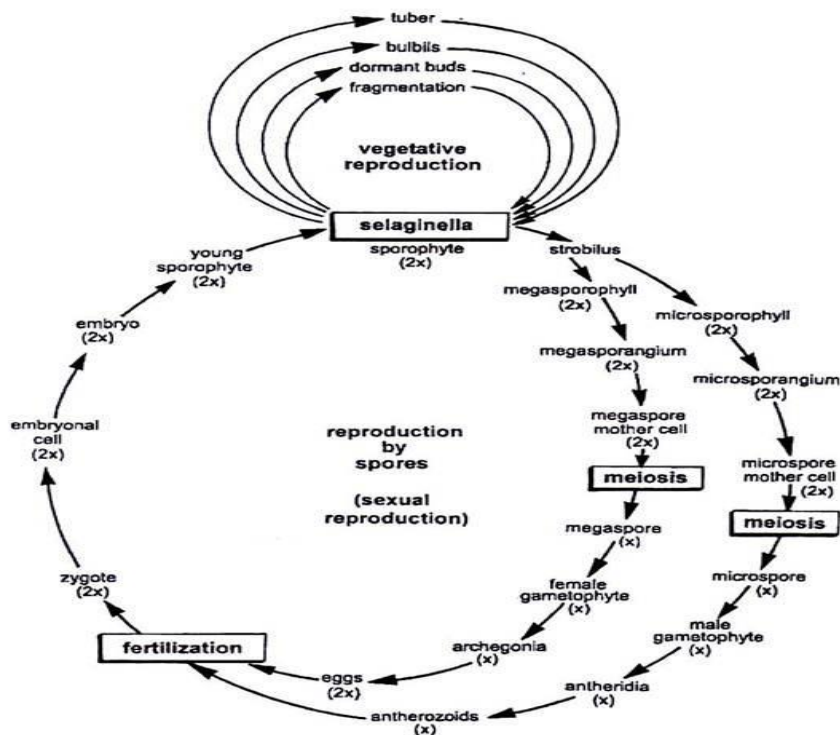 tuber
bulbils
dormant buds
fragmentation
vegetative
reproduction
selaginella
sporophyte
(2x)
strobilus
megasporophyll
(2x)
megasporangium
(2x)
megaspore
mother cell
(2x)
meiosis
megaspore
(x)
female
gametophyte
(x)
archegonia
(x)
eggs
(2x)
microsporophyll
(2x)
microsporangium
(2x)
microspore
mother cell
(2x)
meiosis
microspore
(x)
male
gametophyte
(x)
antheridia
(x)
antherozoids
(x)
fertilization
zygote
(2x)
embryonal
cell
(2x)
embryo
(2x)
young
sporophyte
(2x)
reproduction
by
spores
(sexual
reproduction)